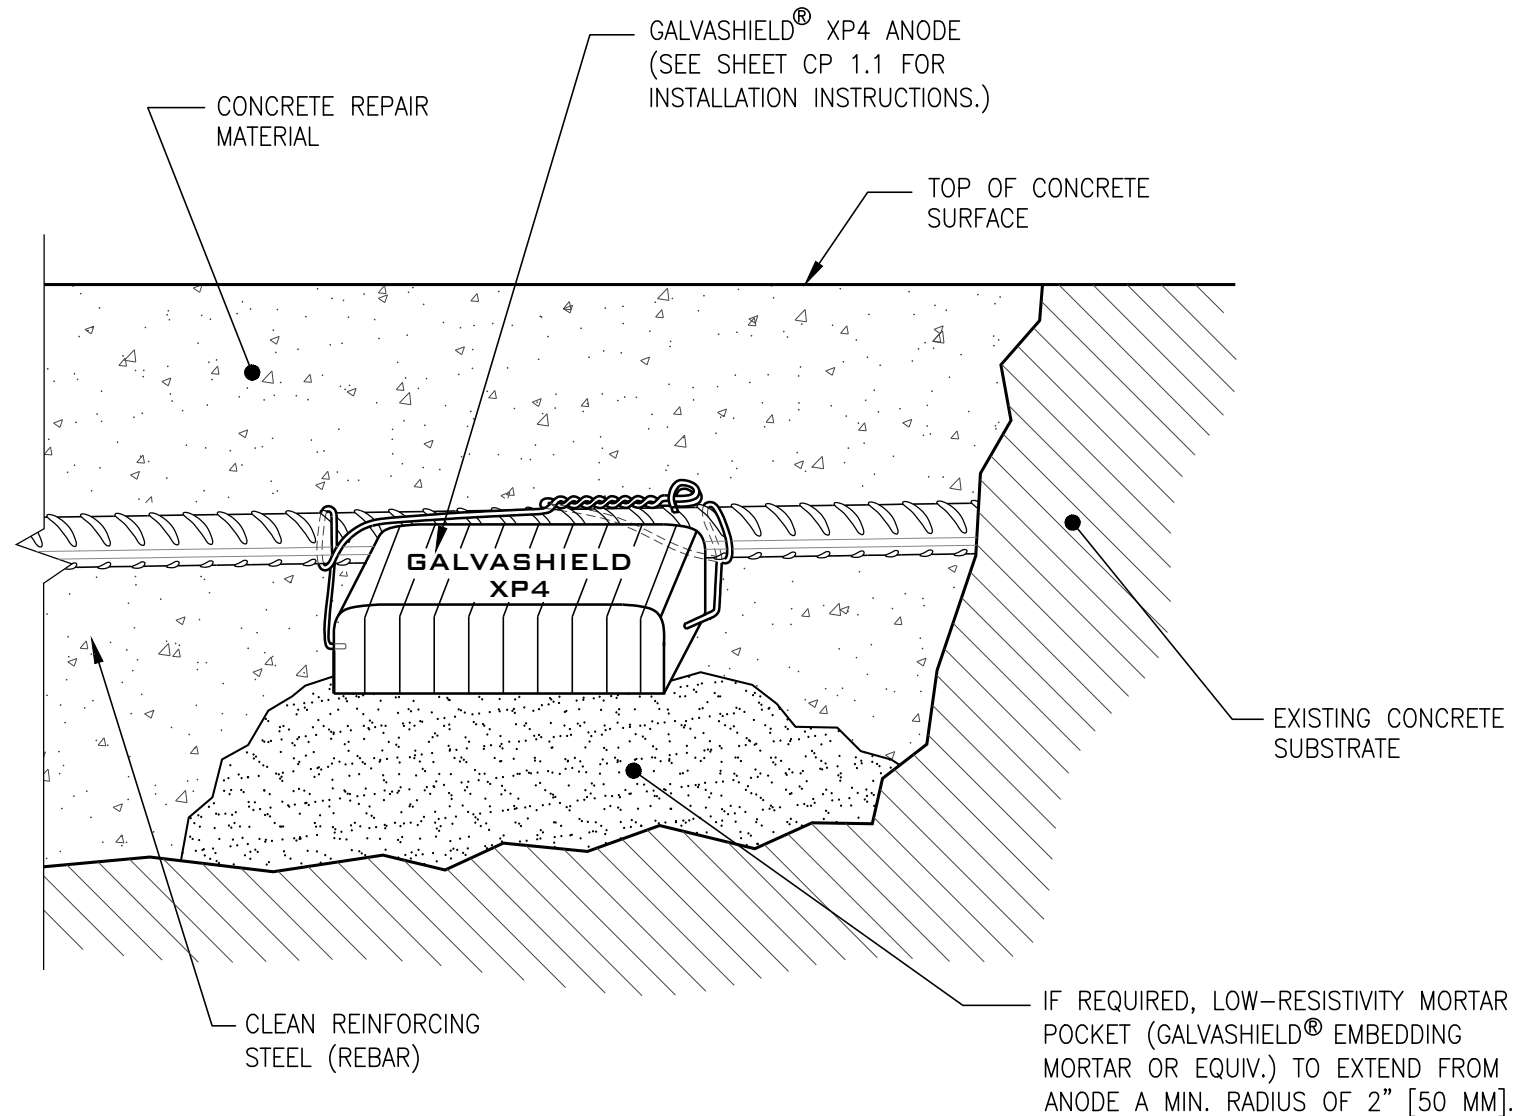 GALVASHIELD® XP4 ANODE
(SEE SHEET CP 1.1 FOR
INSTALLATION INSTRUCTIONS.)
CONCRETE REPAIR
MATERIAL
TOP OF CONCRETE
SURFACE
GALVASHIELD
XP4
EXISTING CONCRETE
SUBSTRATE
CLEAN REINFORCING
STEEL (REBAR)
IF REQUIRED, LOW-RESISTIVITY MORTAR
POCKET (GALVASHIELD® EMBEDDING
MORTAR OR EQUIV.) TO EXTEND FROM
ANODE A MIN. RADIUS OF 2" [50 MM].